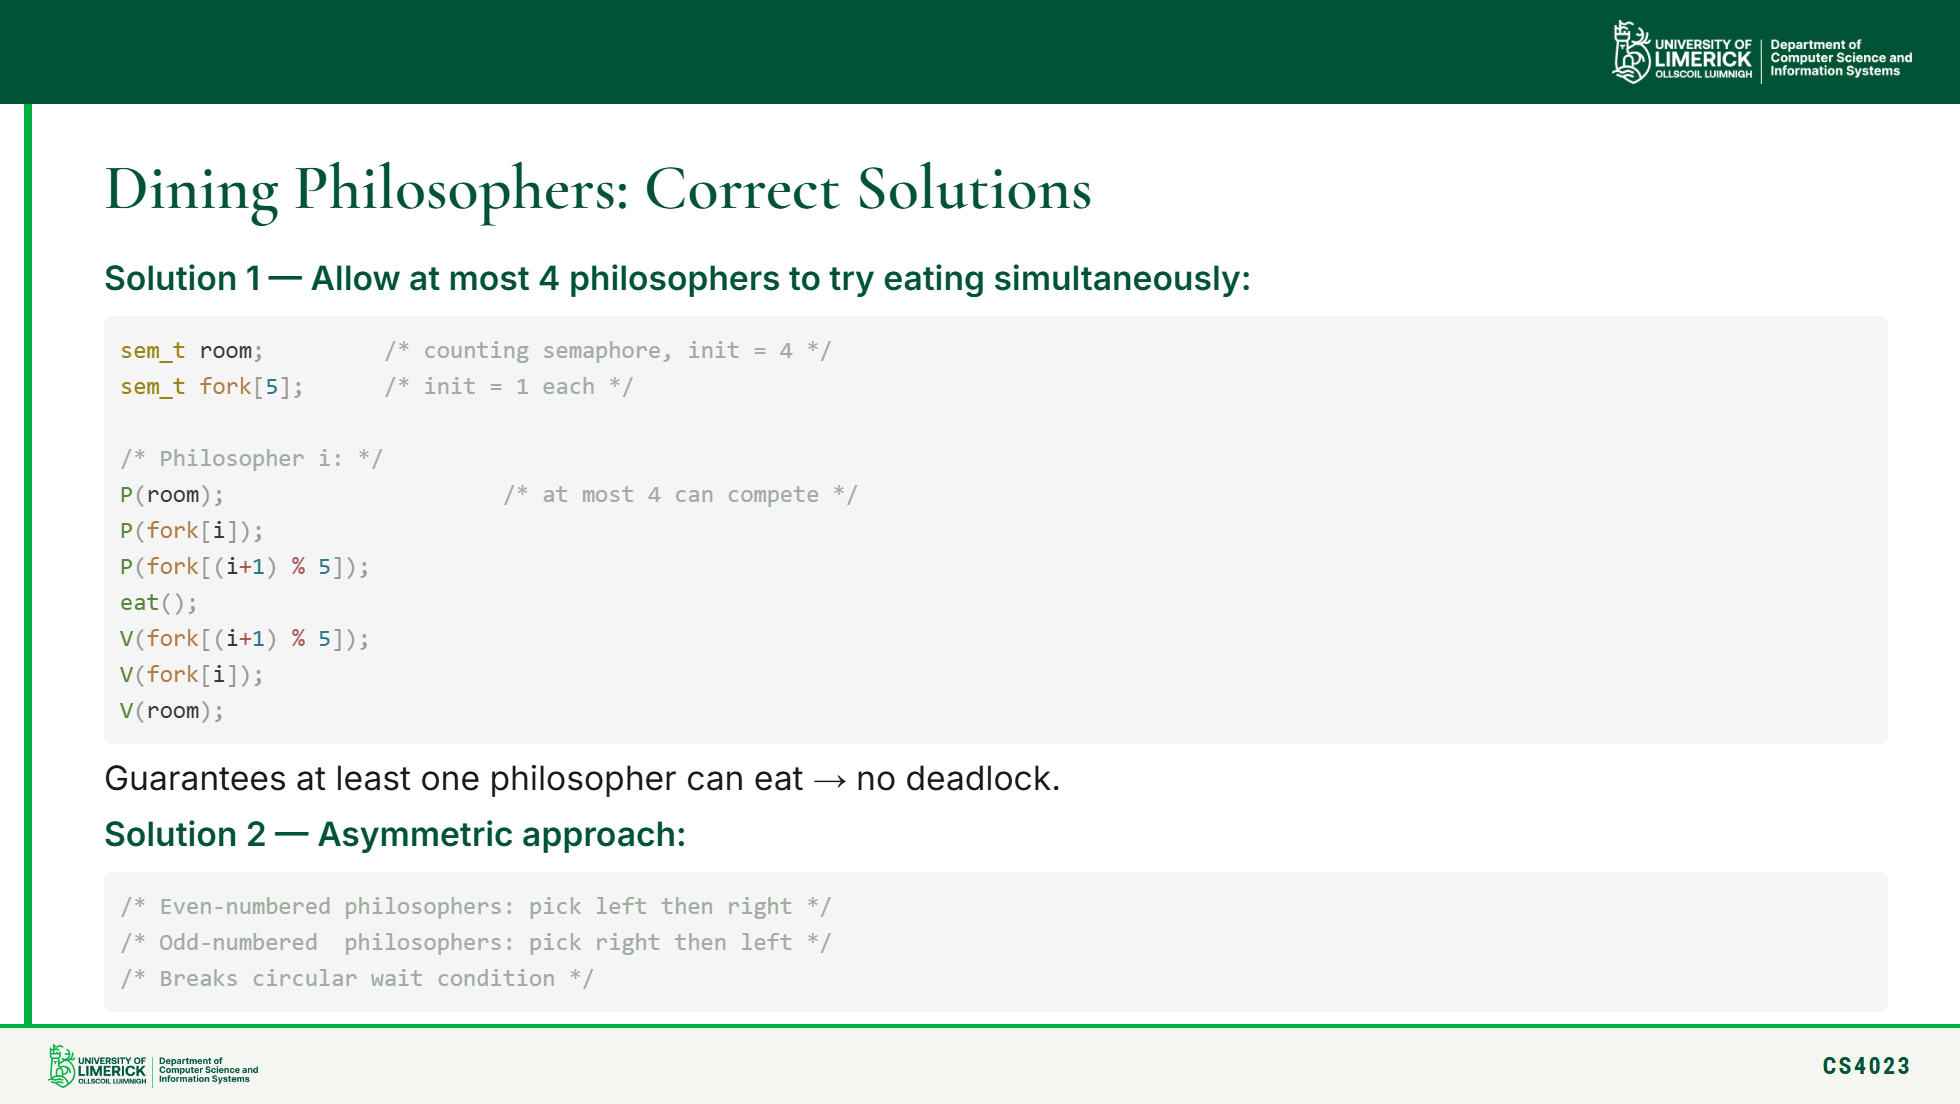 UNIVERSITY OF
LIMERICK
OLLSCOIL LUIMNIGH
Department of
Computer Science and
Information Systems
Dining Philosophers: Correct Solutions
Solution 1 — Allow at most 4 philosophers to try eating simultaneously:
sem_t room;         /* counting semaphore, init = 4 */
sem_t fork[5];      /* init = 1 each */
/* Philosopher i: */
P(room);                     /* at most 4 can compete */
P(fork[i]);
P(fork[(i+1) % 5]);
eat();
V(fork[(i+1) % 5]);
V(fork[i]);
V(room);
Guarantees at least one philosopher can eat → no deadlock.
Solution 2 — Asymmetric approach:
/* Even-numbered philosophers: pick left then right */
/* Odd-numbered  philosophers: pick right then left */
/* Breaks circular wait condition */
UNIVERSITY OF
LIMERICK
OLLSCOIL LUIMNIGH
Department of
Computer Science and
Information Systems
CS4023